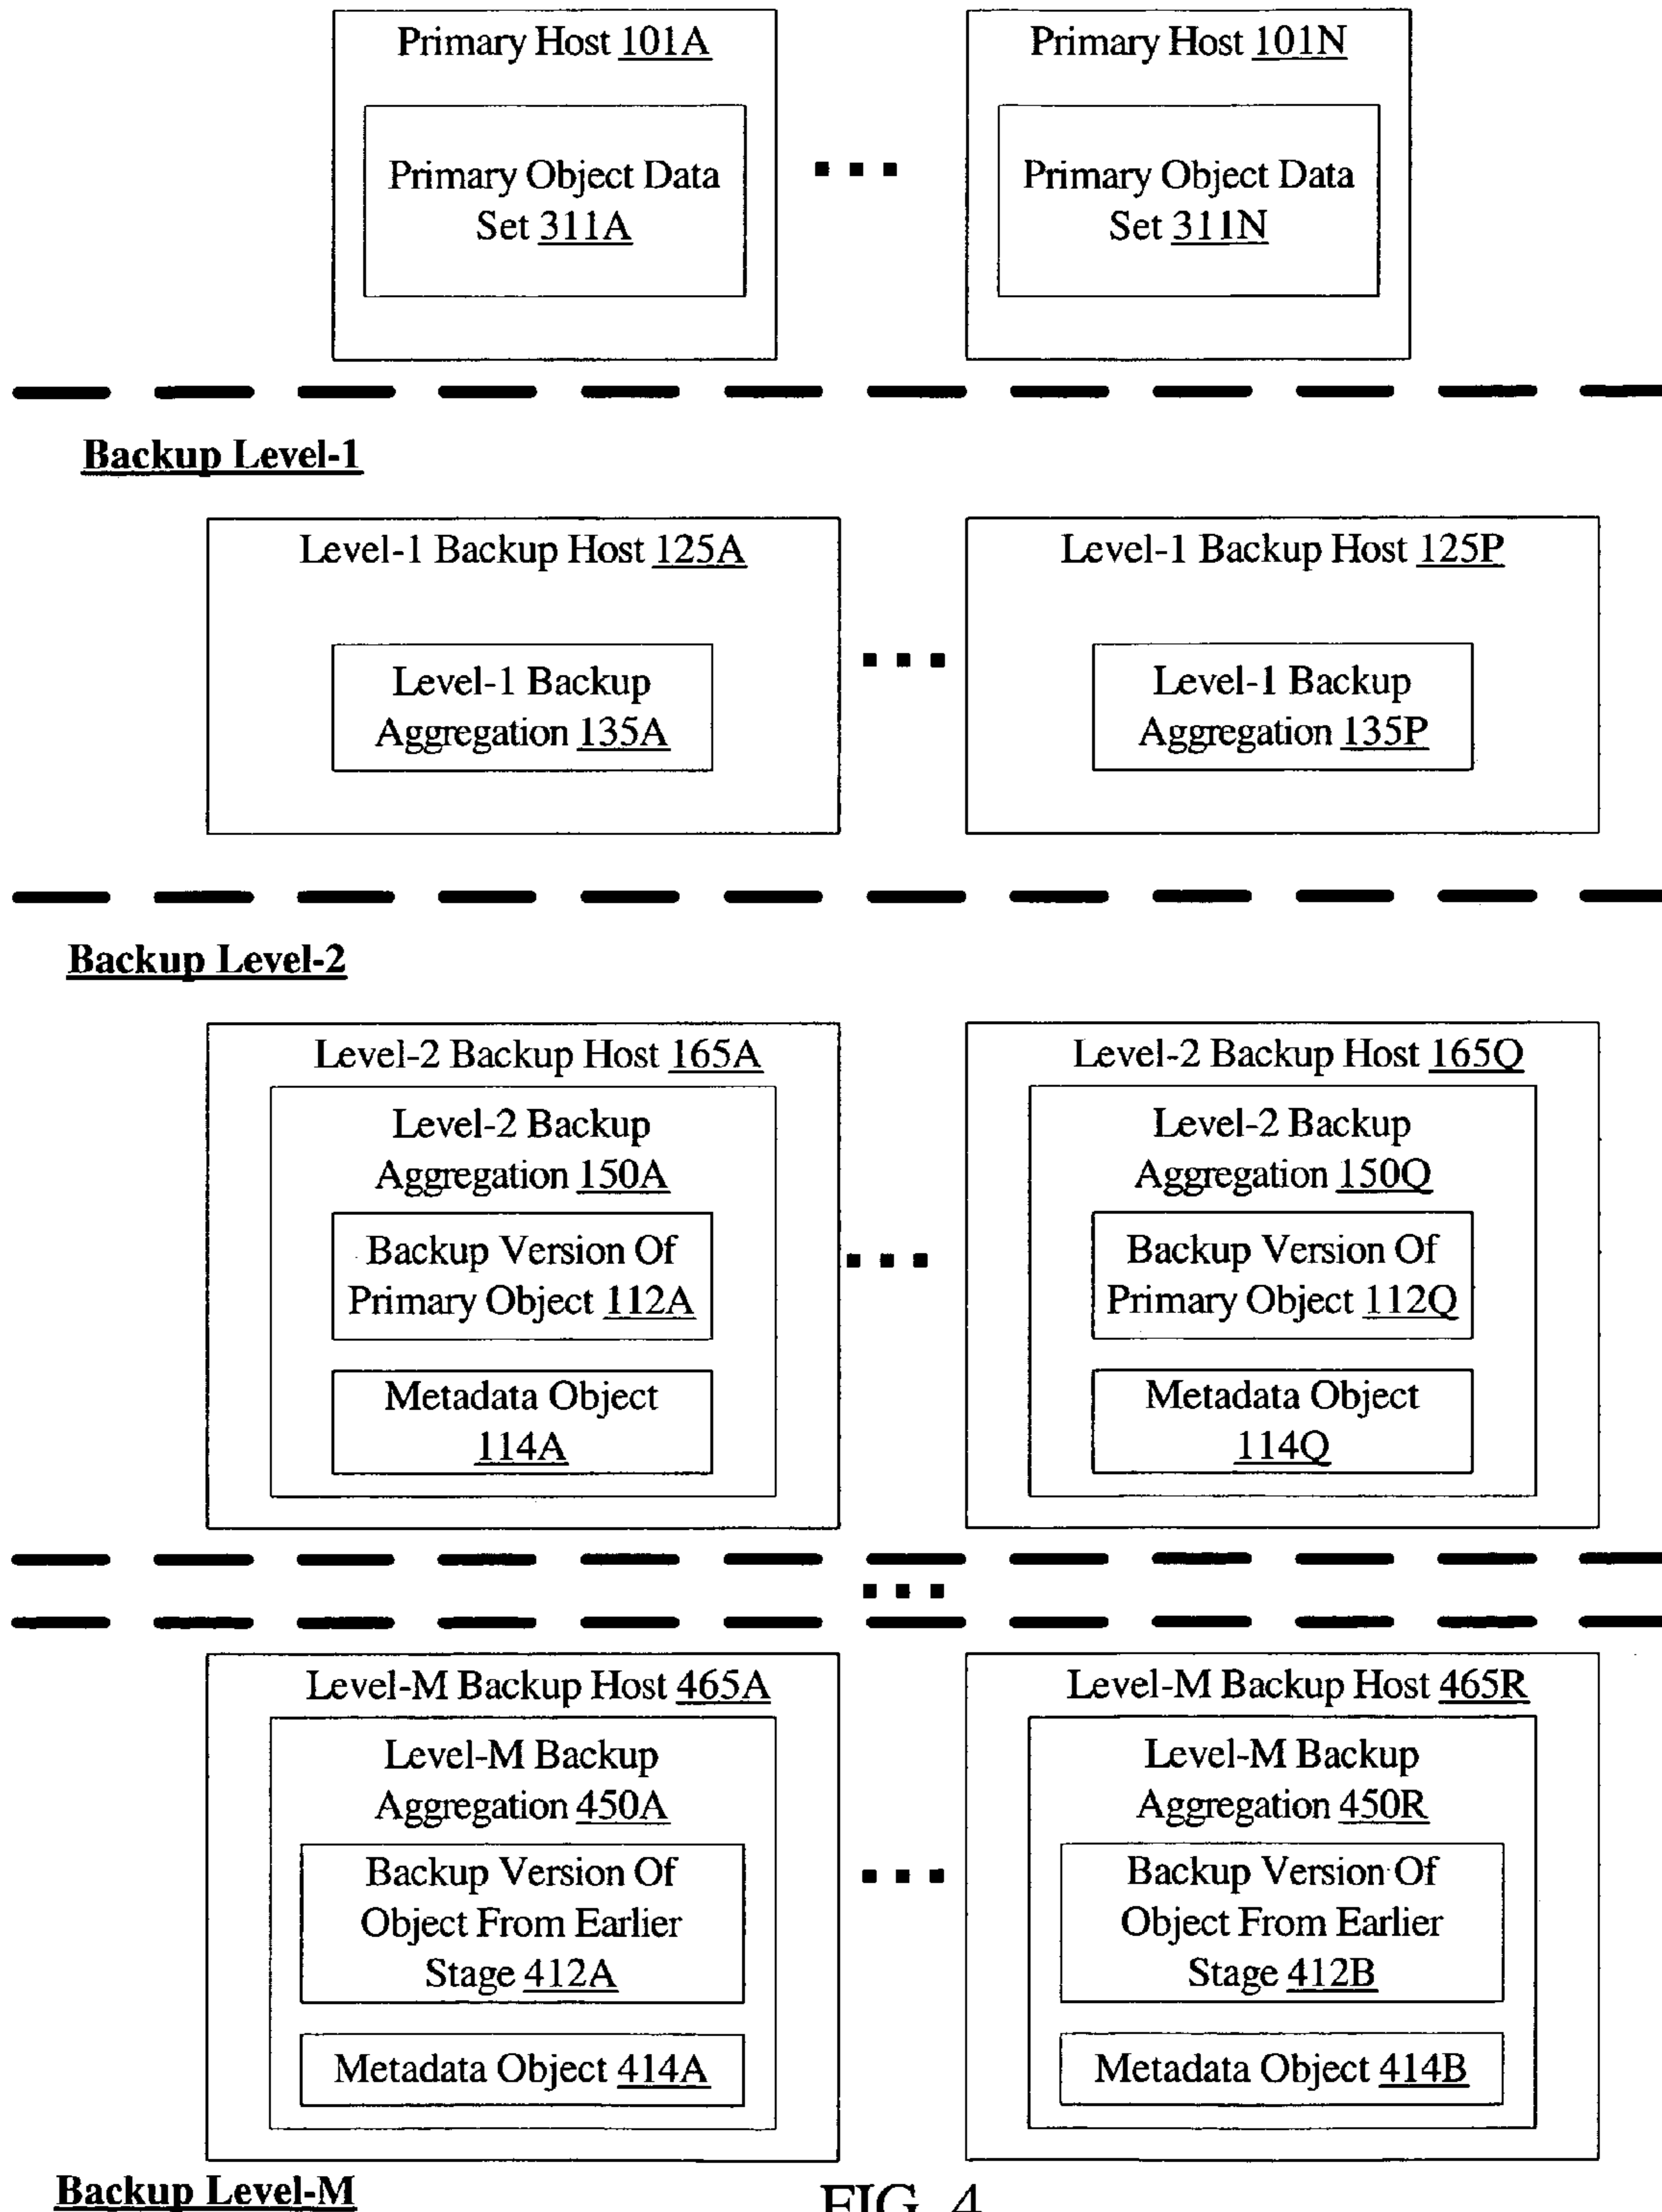 Primary Host 101A
Primary Object Data
Set 311A
Primary Host 101N
Primary Object Data
Set 311N
Backup Level-1
Level-1 Backup Host 125A
Level-1 Backup
Aggregation 135A
Level-1 Backup Host 125P
Level-1 Backup
Aggregation 135P
Backup Level-2
Level-2 Backup Host 165A
Level-2 Backup
Aggregation 150A
Backup Version Of
Primary Object 112A
Metadata Object
114A
Level-2 Backup Host 165Q
Level-2 Backup
Aggregation 150Q
Backup Version Of
Primary Object 112Q
Metadata Object
114Q
Level-M Backup Host 465A
Level-M Backup
Aggregation 450A
Backup Version Of
Object From Earlier
Stage 412A
Metadata Object 414A
Level-M Backup Host 465R
Level-M Backup
Aggregation 450R
Backup Version Of
Object From Earlier
Stage 412B
Metadata Object 414B
Backup Level-M
FIG. 4